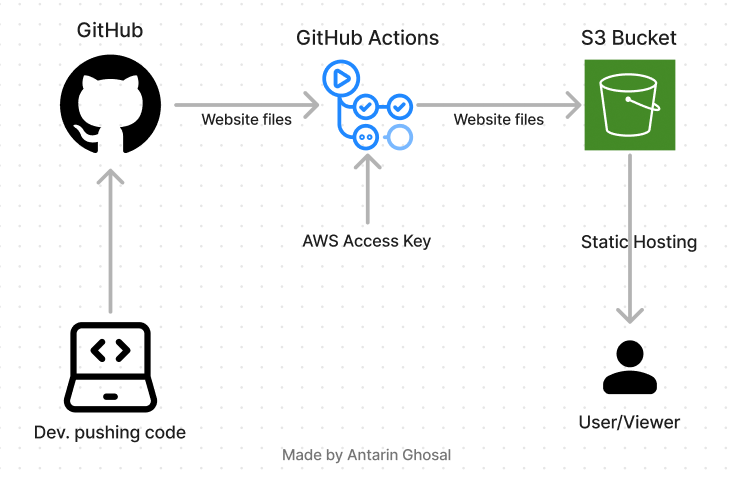 GitHub
GitHub Actions
S3 Bucket
Website files
Website files
AWS Access Key
Static Hosting
Dev. pushing code
User/Viewer
Made by Antarin Ghosal